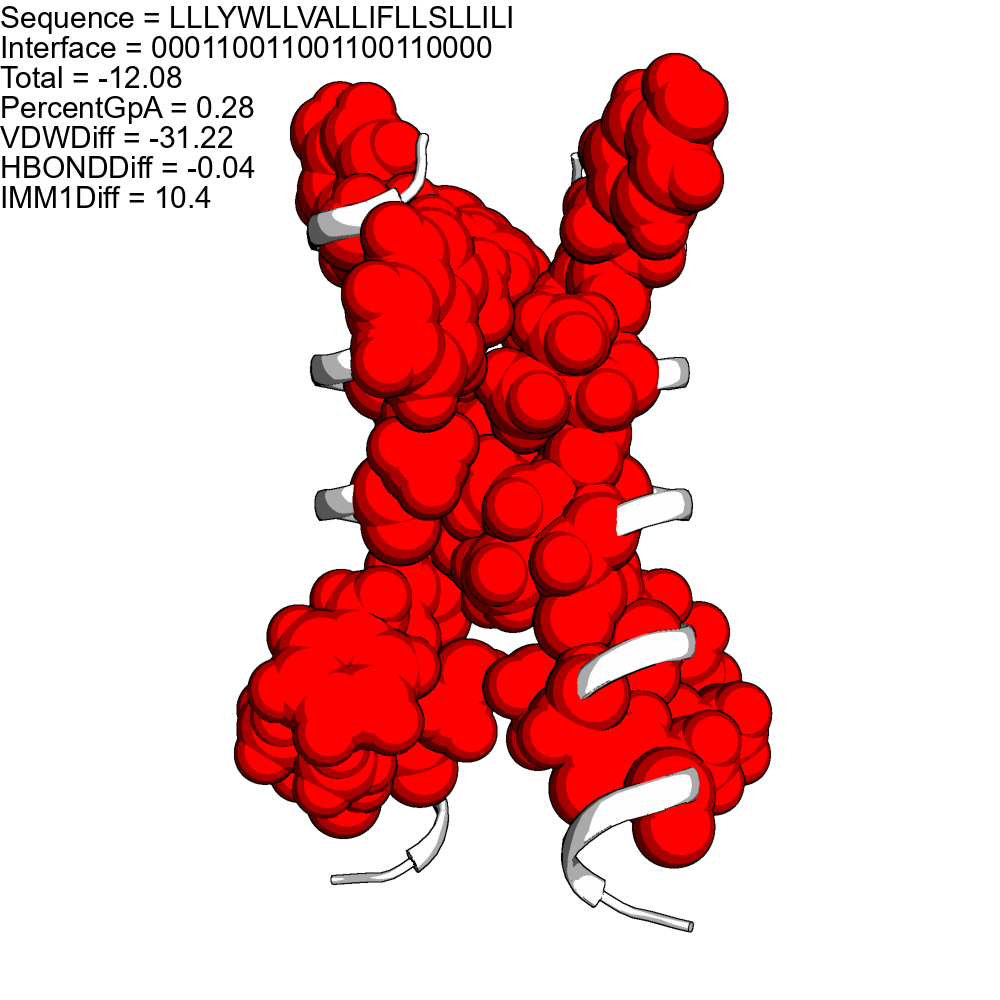 Sequence = LLLYWLLVALLIFLLSLLILI
Interface = 000110011001100110000
Total = -12.08
PercentGpA = 0.28
VDWDiff = -31.22
HBONDDiff = -0.04
IMM1Diff = 10.4